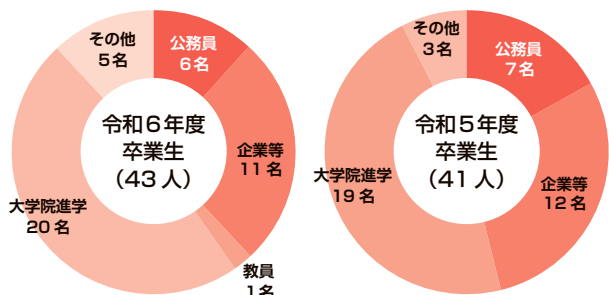 その他
5名
公務員
6名
令和6年度
卒業生
（43人）
企業等
11名
大学院進学
20名
教員
1名
その他
3名
公務員
7名
令和5年度
卒業生
（41人）
大学院進学
19名
企業等
12名